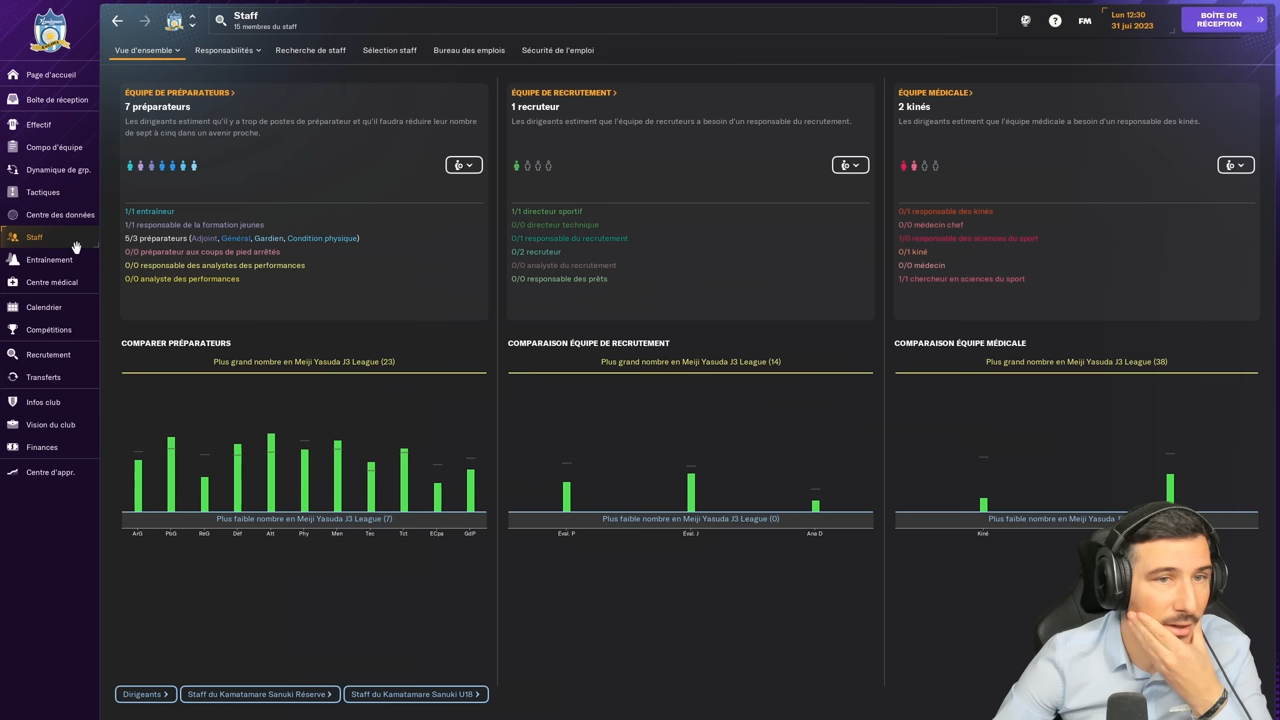 Staff
15 membres du staff
FM
Lun 12:30
31 jui 2023
BOÎTE DE
RÉCEPTION
Vue d'ensemble
Responsabilités
Recherche de staff
Sélection staff
Bureau des emplois
Sécurité de l'emploi
Page d'accueil
Boîte de réception
Effectif
Compo d'équipe
Dynamique de grp.
Tactiques
Centre des données
Staff
Entraînement
Centre médical
Calendrier
Compétitions
Recrutement
Transferts
Infos club
Vision du club
Finances
Centre d'appr.
ÉQUIPE DE PRÉPARATEURS >
7 préparateurs
Les dirigeants estiment qu'il y a trop de postes de préparateur et qu'il faudra réduire leur nombre
de sept à cinq dans un avenir proche.
1/1 entraîneur
1/1 responsable de la formation jeunes
5/3 préparateurs (Adjoint, Général, Gardien, Condition physique)
0/0 préparateur aux coups de pied arrêtés
0/0 responsable des analystes des performances
0/0 analyste des performances
ÉQUIPE DE RECRUTEMENT >
1 recruteur
Les dirigeants estiment que l'équipe de recruteurs a besoin d'un responsable du recrutement.
1/1 directeur sportif
0/0 directeur technique
0/1 responsable du recrutement
0/2 recruteur
0/0 analyste du recrutement
0/0 responsable des prêts
ÉQUIPE MÉDICALE >
2 kinés
Les dirigeants estiment que l'équipe médicale a besoin d'un responsable des kinés.
0/1 responsable des kinés
0/0 médecin chef
1/0 responsable des sciences du sport
0/1 kiné
0/0 médecin
1/1 chercheur en sciences du sport
COMPARER PRÉPARATEURS
Plus grand nombre en Meiji Yasuda J3 League (23)
Plus faible nombre en Meiji Yasuda J3 League (7)
ArG PbG ReG Déf Att Phy Men Tec Tct ECpa GdP
COMPARAISON ÉQUIPE DE RECRUTEMENT
Plus grand nombre en Meiji Yasuda J3 League (14)
Plus faible nombre en Meiji Yasuda J3 League (0)
Éval. P Éval. J Ana D
COMPARAISON ÉQUIPE MÉDICALE
Plus grand nombre en Meiji Yasuda J3 League (38)
Plus faible nombre en Meiji Yasuda J
Kiné
Dirigeants >
Staff du Kamatamare Sanuki Réserve >
Staff du Kamatamare Sanuki U18 >